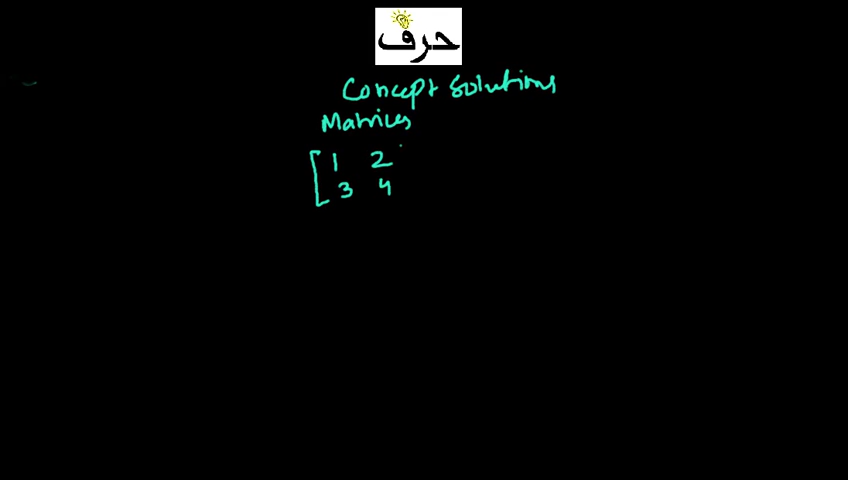 حرف
Concept Solutions
Matrices
[ 1 2
3 4